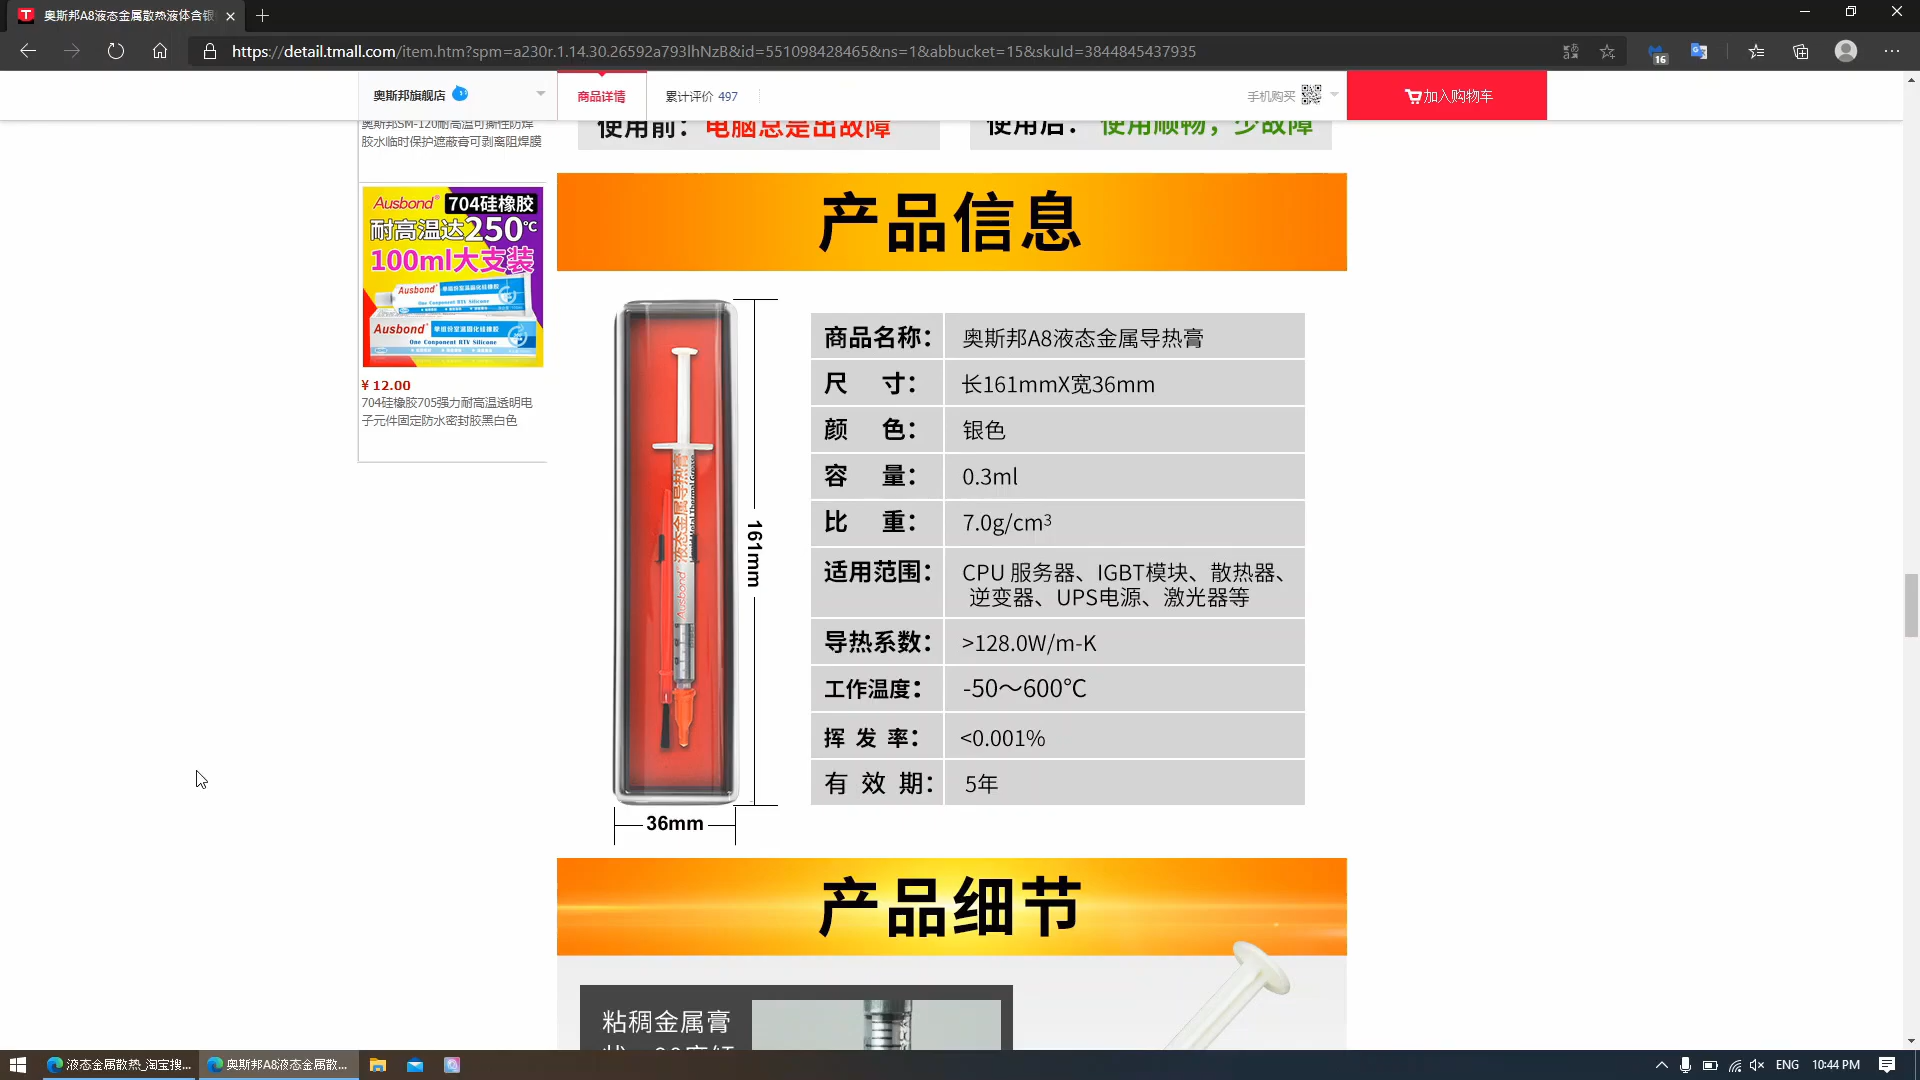 奥斯邦A8液态金属散热液体含银
https://detail.tmall.com/item.htm?spm=a230r.1.14.30.26592a793lhNzB&id=551098428465&ns=1&abbucket=15&skuId=3844845437935
16
奥斯邦旗舰店
商品详情
累计评价 497
手机购买
加入购物车
奥斯邦SM-120耐高温可撕性防焊
胶水临时保护遮蔽膏可剥离阻焊膜
使用前：电脑总是出故障
使用后：使用顺畅，少故障
Ausbond® 704硅橡胶
耐高温达250℃
100ml大支装
Ausbond®
One Component RTV Silicone
Ausbond®
One Component RTV Silicone
¥ 12.00
704硅橡胶705强力耐高温透明电
子元件固定防水密封胶黑白色
产品信息
液态金属导热膏
Liquid Metal Thermal Grease
Ausbond®
161mm
36mm
商品名称： 奥斯邦A8液态金属导热膏
尺 寸： 长161mmX宽36mm
颜 色： 银色
容 量： 0.3ml
比 重： 7.0g/cm³
适用范围： CPU 服务器、IGBT模块、散热器、
逆变器、UPS电源、激光器等
导热系数： >128.0W/m-K
工作温度： -50～600℃
挥 发 率： <0.001%
有 效 期： 5年
产品细节
粘稠金属膏
液态金属散热_淘宝搜...
奥斯邦A8液态金属散...
ENG
10:44 PM